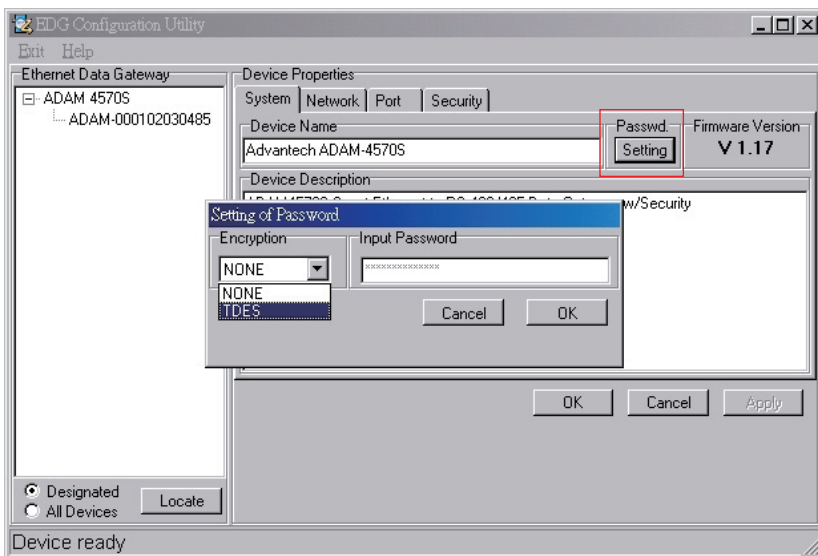 EDG Configuration Utility
Exit Help
Ethernet Data Gateway
ADAM 4570S
ADAM-000102030485
Device Properties
System Network Port Security
Device Name
Advantech ADAM-4570S
Passwd.
Setting
Firmware Version
V 1.17
Device Description
w/Security
Setting of Password
Encryption
NONE
NONE
TDES
Input Password
××××××××××××××
Cancel OK
OK Cancel Apply
Designated
All Devices
Locate
Device ready